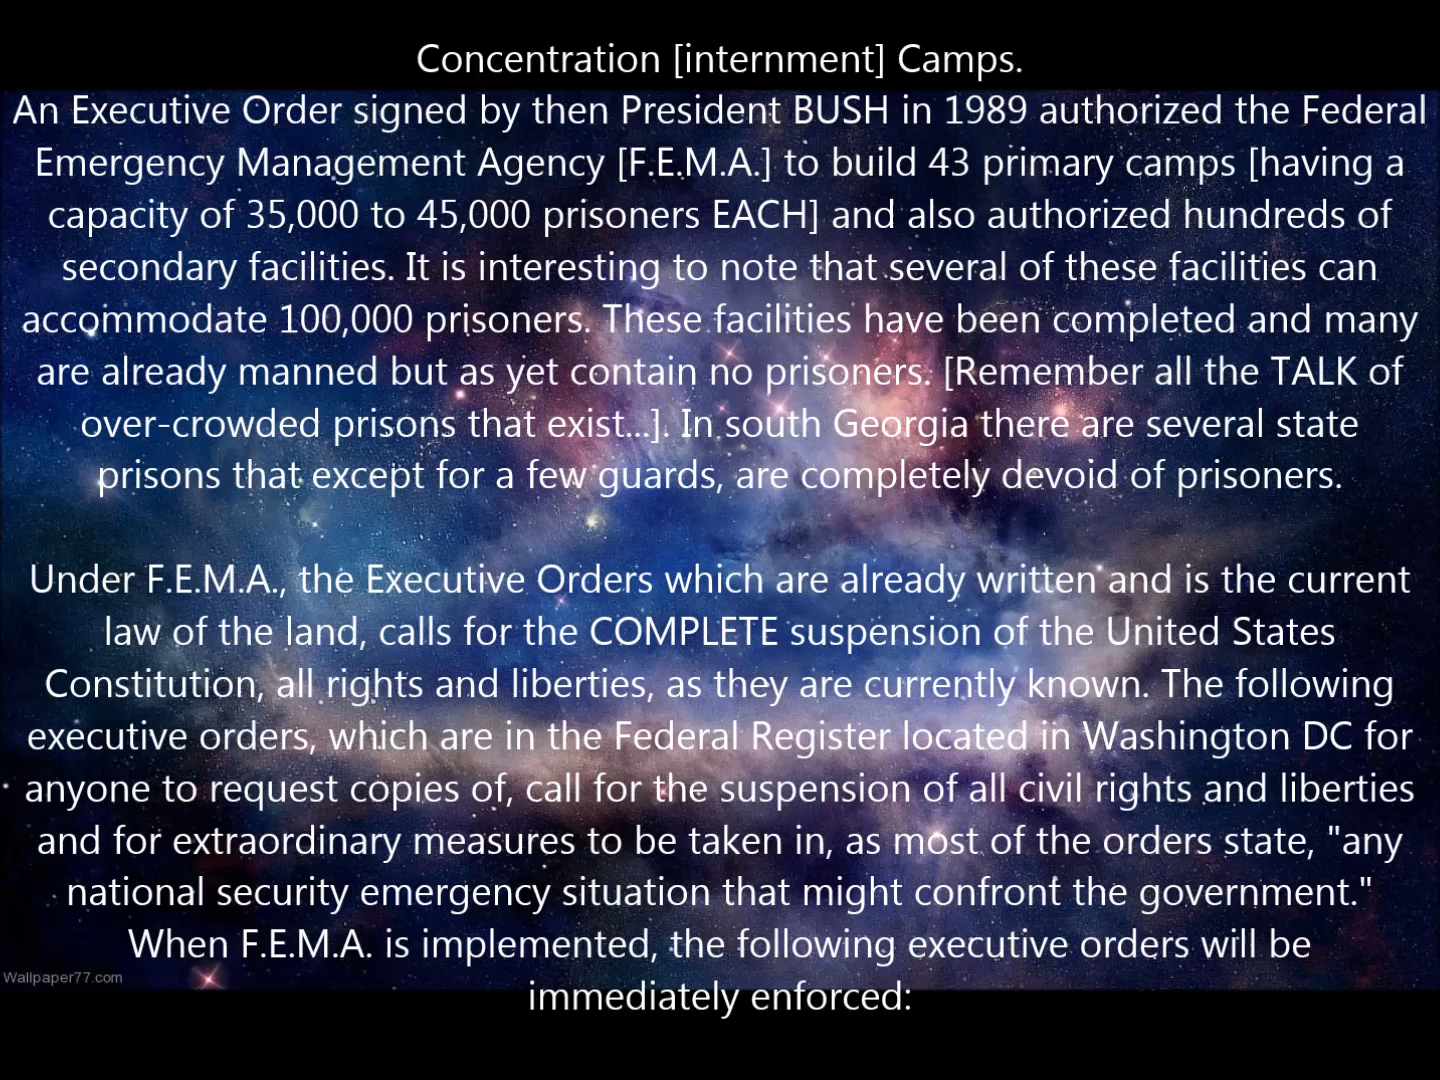 Concentration [internment] Camps.
An Executive Order signed by then President BUSH in 1989 authorized the Federal
Emergency Management Agency [F.E.M.A.] to build 43 primary camps [having a
capacity of 35,000 to 45,000 prisoners EACH] and also authorized hundreds of
secondary facilities. It is interesting to note that several of these facilities can
accommodate 100,000 prisoners. These facilities have been completed and many
are already manned but as yet contain no prisoners. [Remember all the TALK of
over-crowded prisons that exist...]. In south Georgia there are several state
prisons that except for a few guards, are completely devoid of prisoners.
Under F.E.M.A., the Executive Orders which are already written and is the current
law of the land, calls for the COMPLETE suspension of the United States
Constitution, all rights and liberties, as they are currently known. The following
executive orders, which are in the Federal Register located in Washington DC for
anyone to request copies of, call for the suspension of all civil rights and liberties
and for extraordinary measures to be taken in, as most of the orders state, "any
national security emergency situation that might confront the government."
When F.E.M.A. is implemented, the following executive orders will be
immediately enforced:
Wallpaper77.com